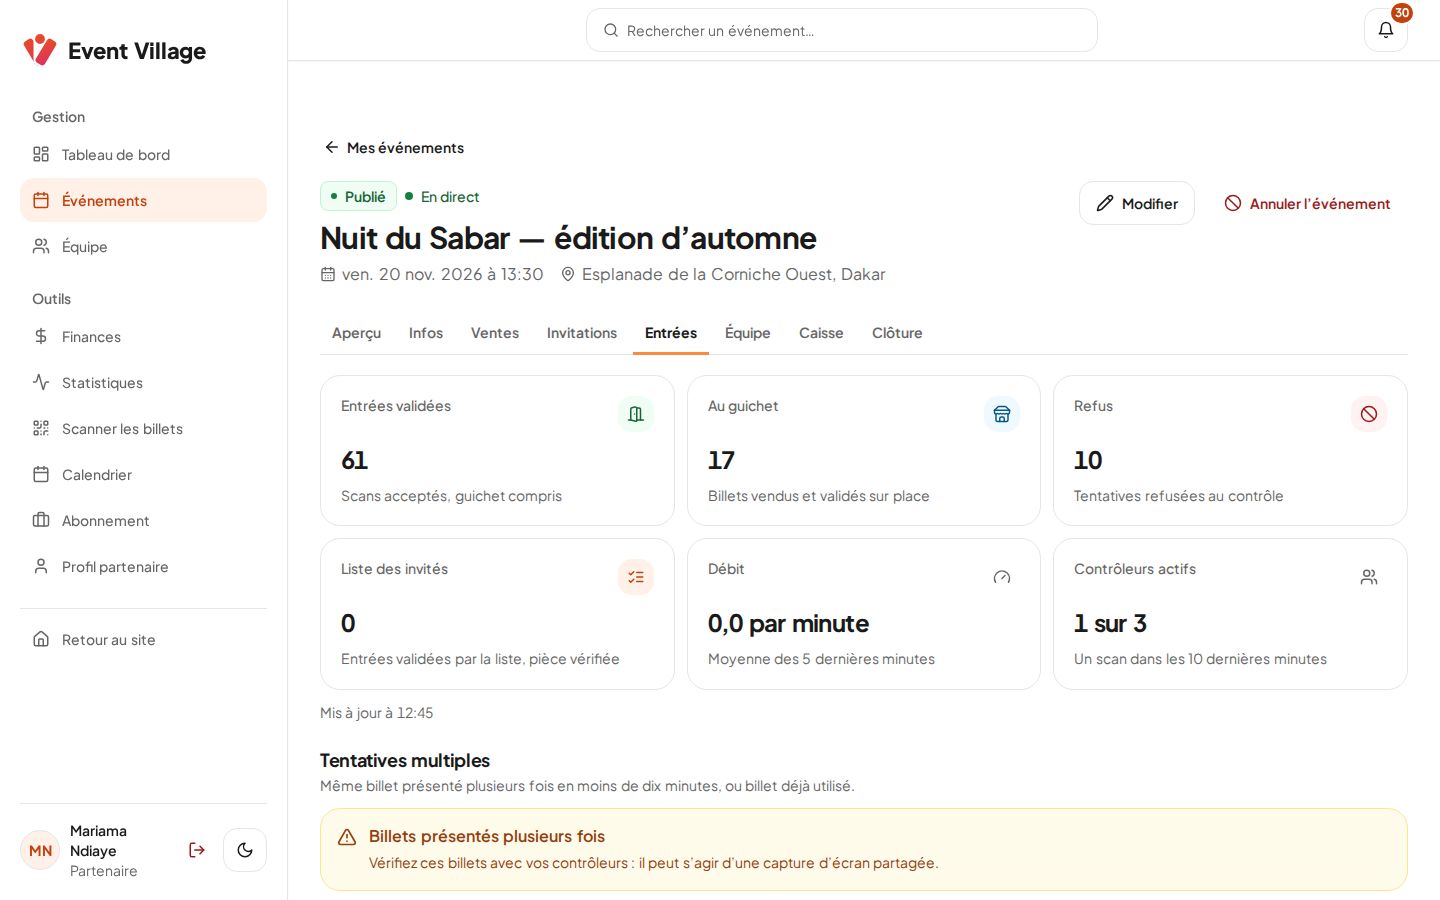 Event Village
Rechercher un événement…
30
Gestion
Tableau de bord
Événements
Équipe
Outils
Finances
Statistiques
Scanner les billets
Calendrier
Abonnement
Profil partenaire
Retour au site
MN
Mariama
Ndiaye
Partenaire
Mes événements
Publié
En direct
Modifier
Annuler l’événement
Nuit du Sabar — édition d’automne
ven. 20 nov. 2026 à 13:30
Esplanade de la Corniche Ouest, Dakar
Aperçu
Infos
Ventes
Invitations
Entrées
Équipe
Caisse
Clôture
Entrées validées
61
Scans acceptés, guichet compris
Au guichet
17
Billets vendus et validés sur place
Refus
10
Tentatives refusées au contrôle
Liste des invités
0
Entrées validées par la liste, pièce vérifiée
Débit
0,0 par minute
Moyenne des 5 dernières minutes
Contrôleurs actifs
1 sur 3
Un scan dans les 10 dernières minutes
Mis à jour à 12:45
Tentatives multiples
Même billet présenté plusieurs fois en moins de dix minutes, ou billet déjà utilisé.
Billets présentés plusieurs fois
Vérifiez ces billets avec vos contrôleurs : il peut s’agir d’une capture d’écran partagée.